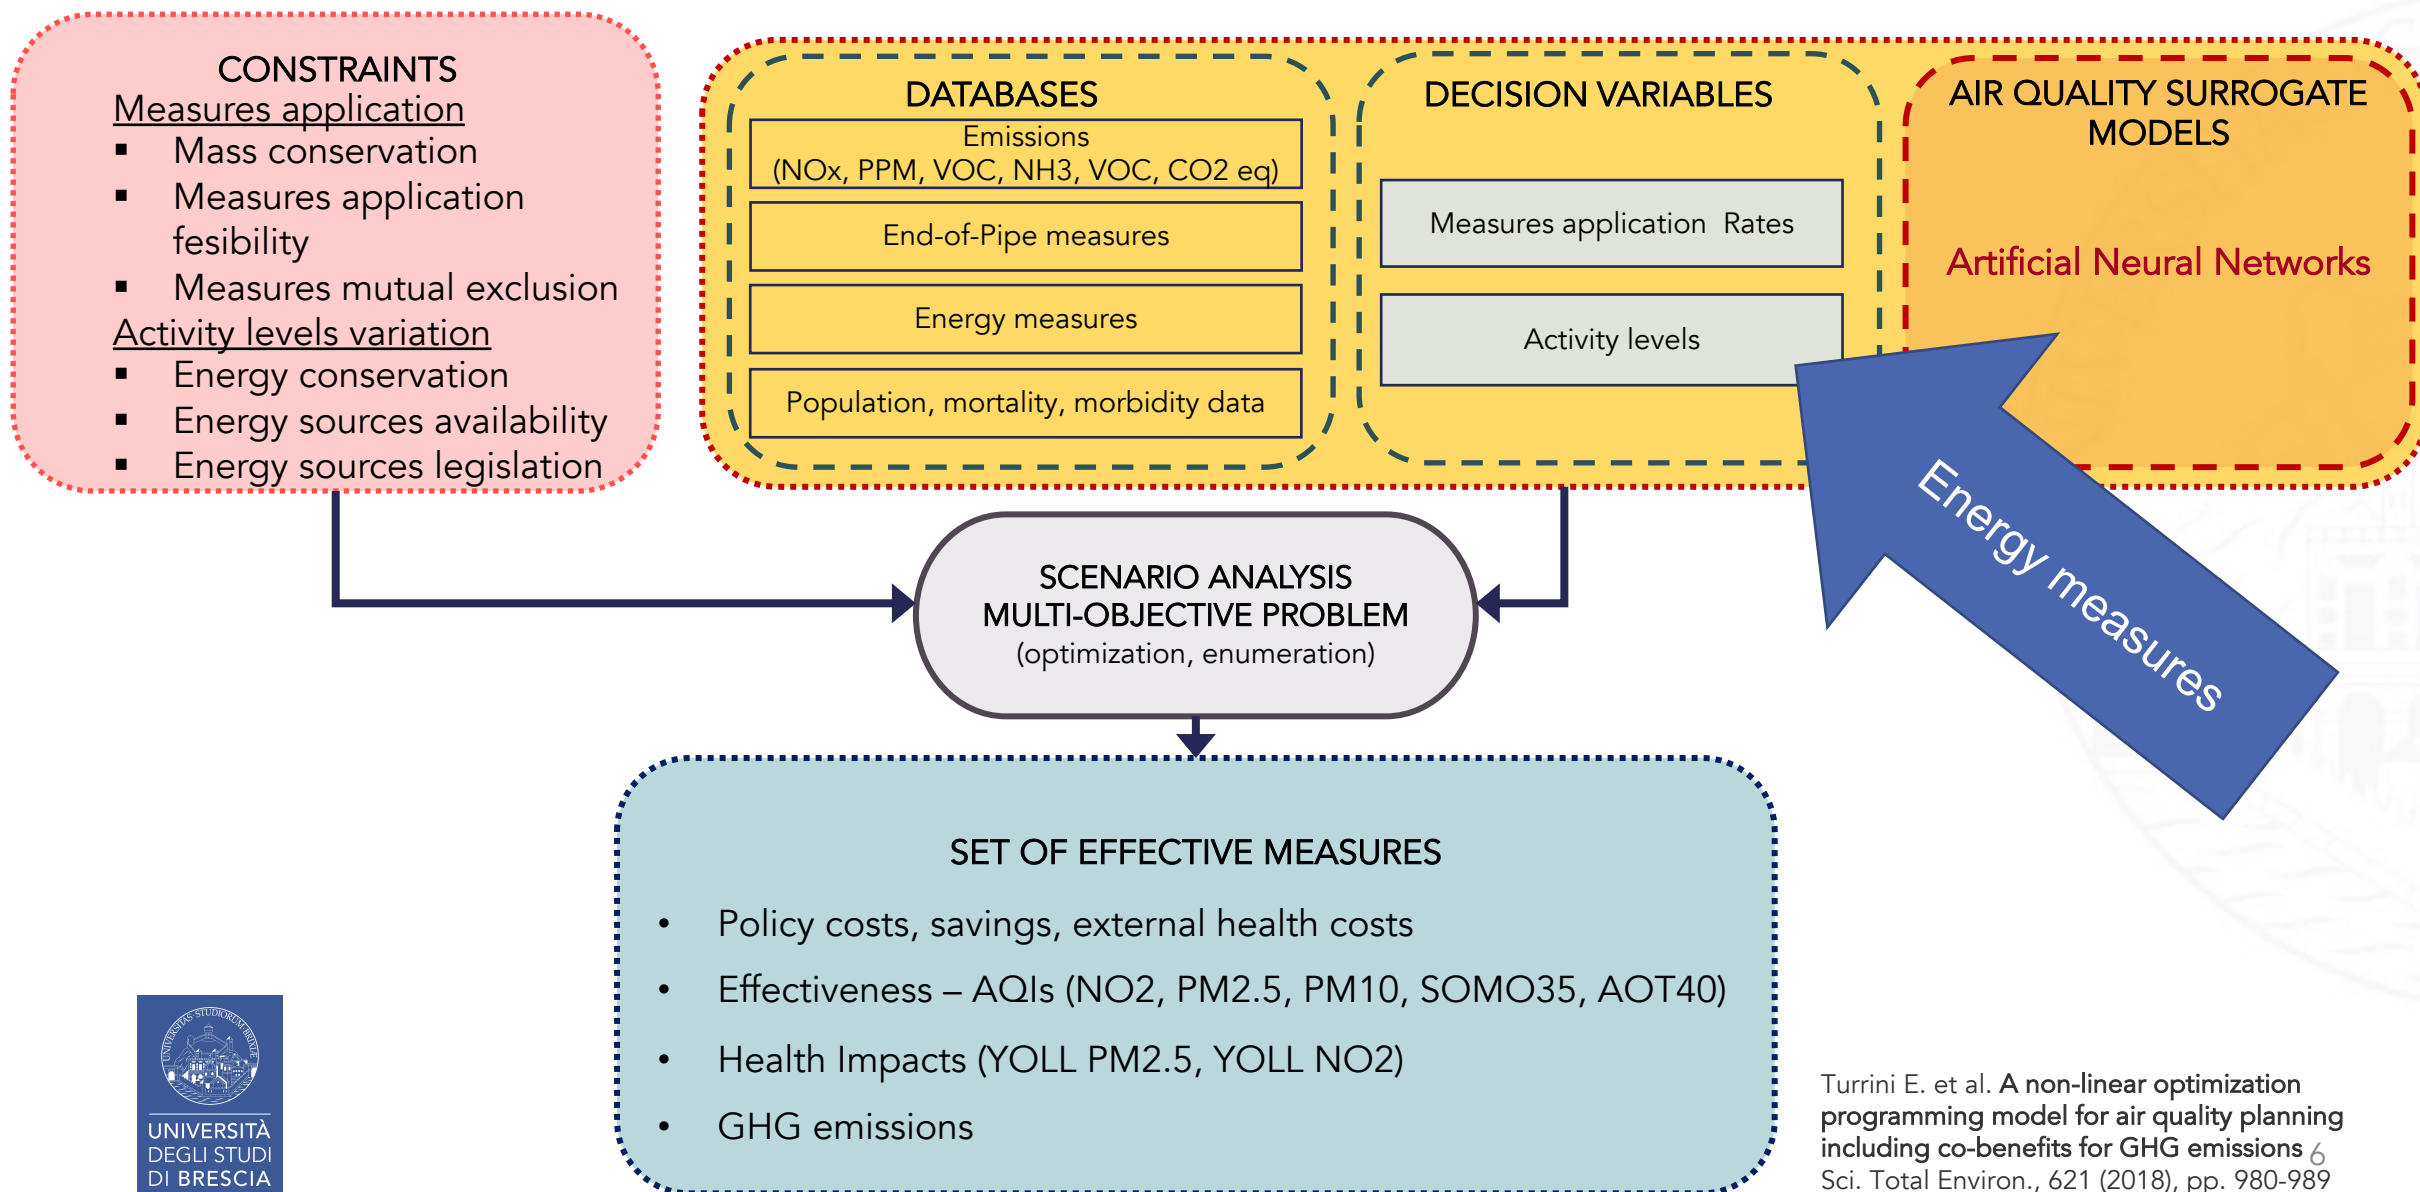 CONSTRAINTS
Measures application
▪ Mass conservation
▪ Measures application
fesibility
▪ Measures mutual exclusion
Activity levels variation
▪ Energy conservation
▪ Energy sources availability
▪ Energy sources legislation
DATABASES
Emissions
(NOx, PPM, VOC, NH3, VOC, CO2 eq)
End-of-Pipe measures
Energy measures
Population, mortality, morbidity data
DECISION VARIABLES
Measures application Rates
Activity levels
AIR QUALITY SURROGATE
MODELS
Artificial Neural Networks
Energy measures
SCENARIO ANALYSIS
MULTI-OBJECTIVE PROBLEM
(optimization, enumeration)
SET OF EFFECTIVE MEASURES
• Policy costs, savings, external health costs
• Effectiveness – AQIs (NO2, PM2.5, PM10, SOMO35, AOT40)
• Health Impacts (YOLL PM2.5, YOLL NO2)
• GHG emissions
UNIVERSITAS·STUDIORUM·BRIXIAE
UNIVERSITÀ
DEGLI STUDI
DI BRESCIA
Turrini E. et al. A non-linear optimization
programming model for air quality planning
including co-benefits for GHG emissions
Sci. Total Environ., 621 (2018), pp. 980-989
6